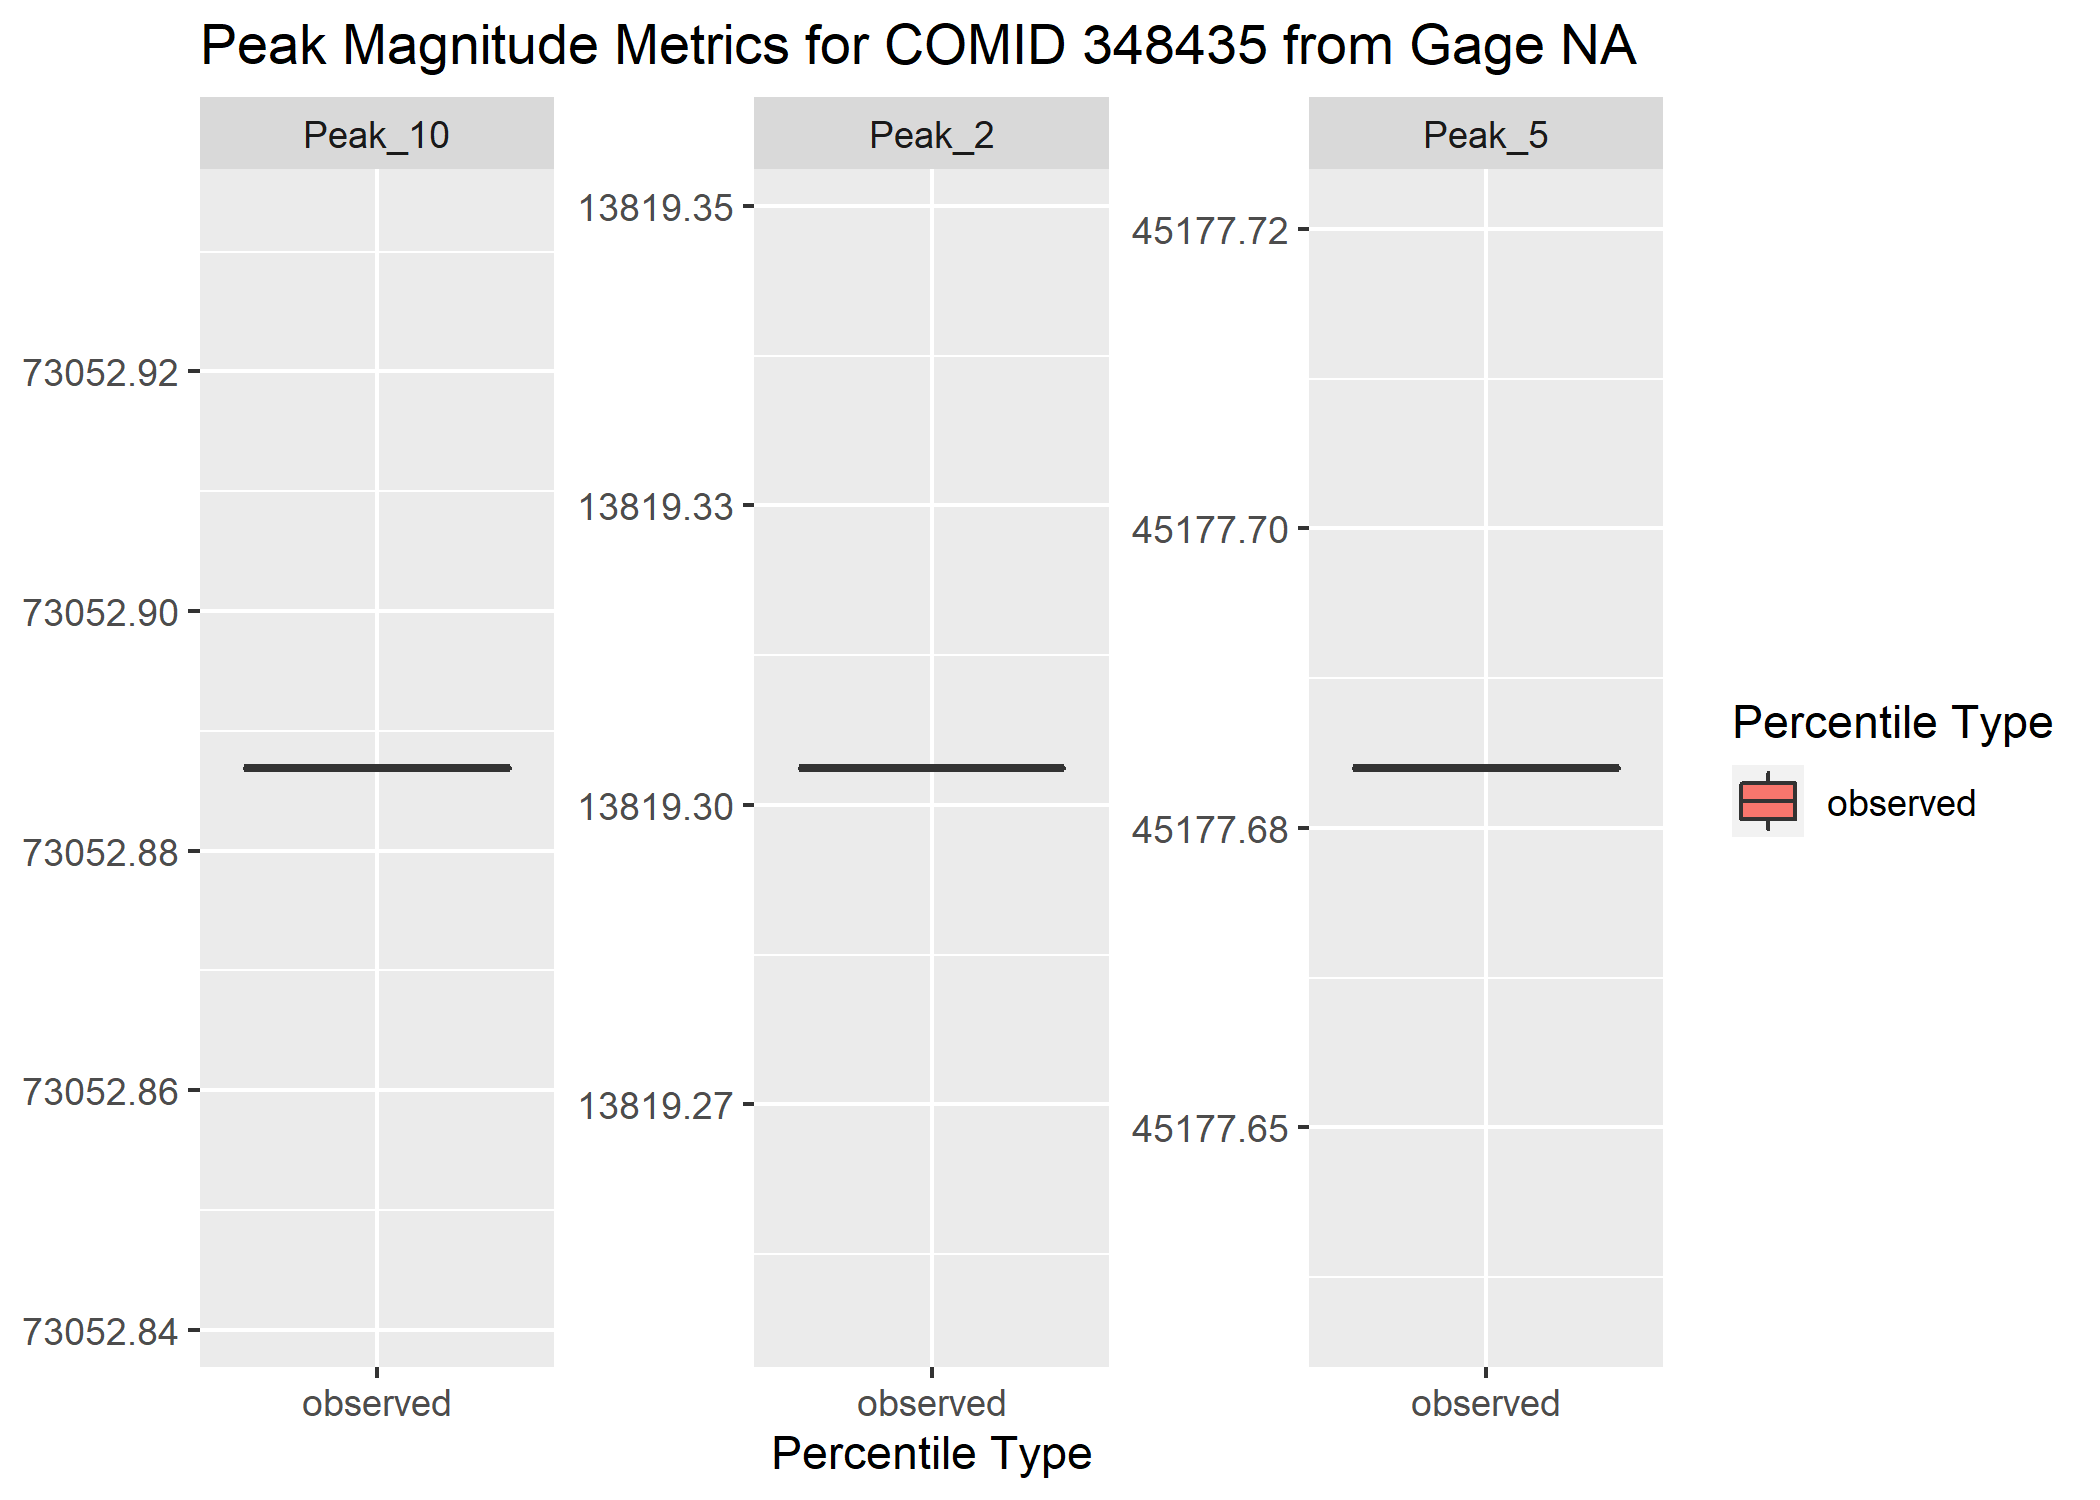 Peak Magnitude Metrics for COMID 348435 from Gage NA
Peak_10
Peak_2
Peak_5
73052.92
73052.90
73052.88
73052.86
73052.84
13819.35
13819.33
13819.30
13819.27
45177.72
45177.70
45177.68
45177.65
observed
observed
observed
Percentile Type
Percentile Type
observed